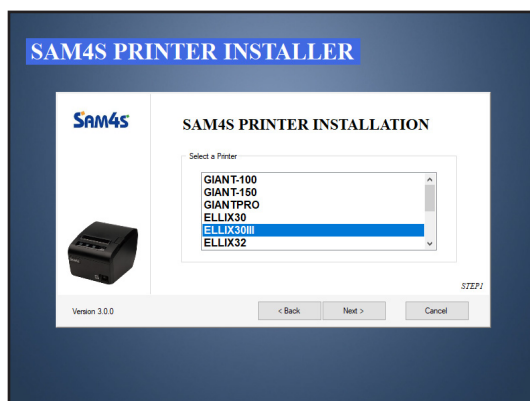 SAM4S PRINTER INSTALLER
SAM4S
SAM4S PRINTER INSTALLATION
Select a Printer
GIANT-100
GIANT-150
GIANTPRO
ELLIX30
ELLIX30III
ELLIX32
STEP1
Version 3.0.0
< Back
Next >
Cancel